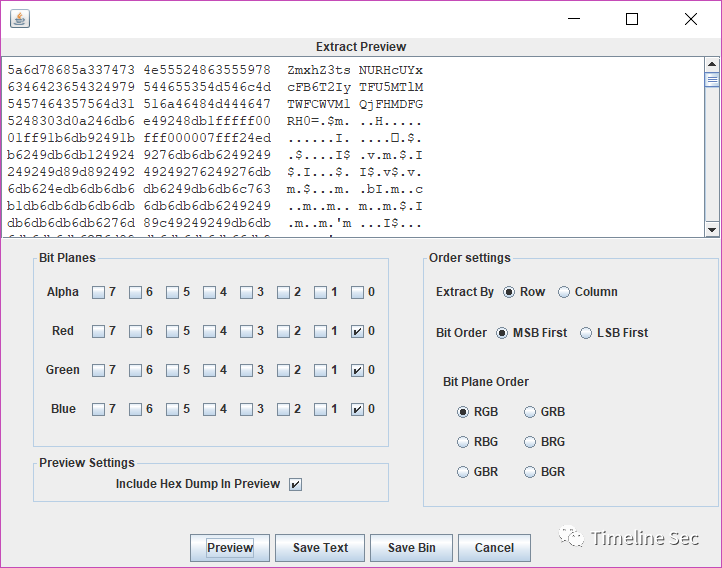 Extract Preview
5a6d78685a337473 4e55524863555978 ZmxhZ3ts NURHcUYx
6346423654324979 544655354d546c4d cFB6T2Iy TFU5MTlM
5457464357564d31 516a46484d444647 TWFCWVM1 QjFHMDFG
5248303d0a246db6 e49248db1fffff00 RH0=.$m. ..H.....
01ff91b6db92491b fff000007fff24ed ......I. ....▯.$.
b6249db6db124924 9276db6db6249249 .$....I$ .v.m.$.I
249249d89d892492 49249276249276db $.I...$. I$.v$.v.
6db624edb6db6db6 db6249db6db6c763 m.$...m. .bI.m..c
b1db6db6db6db6db 6db6db6db6249249 ..m..m.. m..m.$.I
db6db6db6db6276d 89c49249249db6db .m..m.'m ...I$...
Bit Planes
Alpha 7 6 5 4 3 2 1 0
Red 7 6 5 4 3 2 1 0
Green 7 6 5 4 3 2 1 0
Blue 7 6 5 4 3 2 1 0
Preview Settings
Include Hex Dump In Preview
Order settings
Extract By Row Column
Bit Order MSB First LSB First
Bit Plane Order
RGB GRB
RBG BRG
GBR BGR
Preview Save Text Save Bin Cancel
Timeline Sec